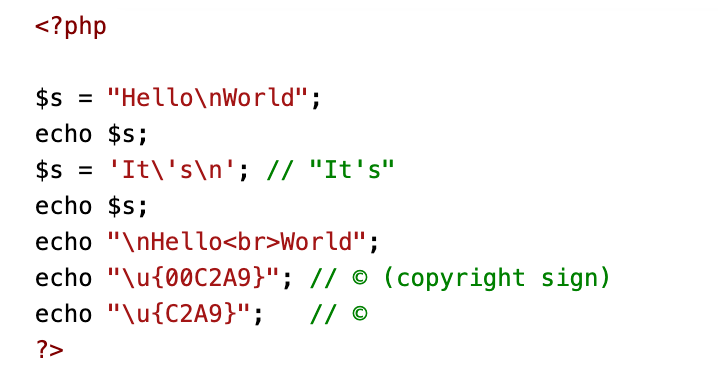 <?php
$s = "Hello\nWorld";
echo $s;
$s = 'It\'s\n'; // "It's"
echo $s;
echo "\nHello<br>World";
echo "\u{00C2A9}"; // © (copyright sign)
echo "\u{C2A9}";   // ©
?>